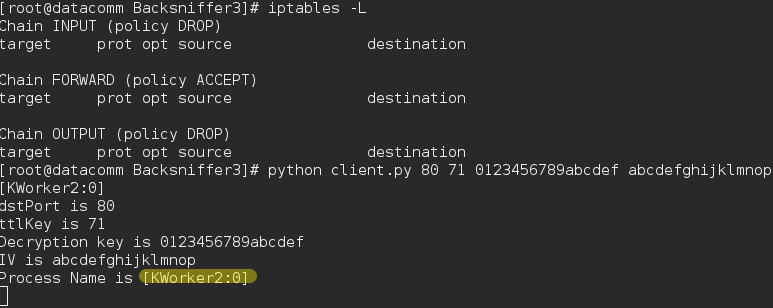 [root@datacomm Backsniffer3]# iptables -L
Chain INPUT (policy DROP)
target     prot opt source               destination
Chain FORWARD (policy ACCEPT)
target     prot opt source               destination
Chain OUTPUT (policy DROP)
target     prot opt source               destination
[root@datacomm Backsniffer3]# python client.py 80 71 0123456789abcdef abcdefghijklmnop
[KWorker2:0]
dstPort is 80
ttlKey is 71
Decryption key is 0123456789abcdef
IV is abcdefghijklmnop
Process Name is [KWorker2:0]